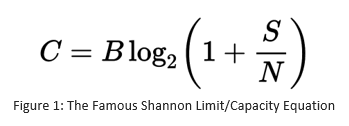 C = B log₂ (1 + S/N)
Figure 1: The Famous Shannon Limit/Capacity Equation